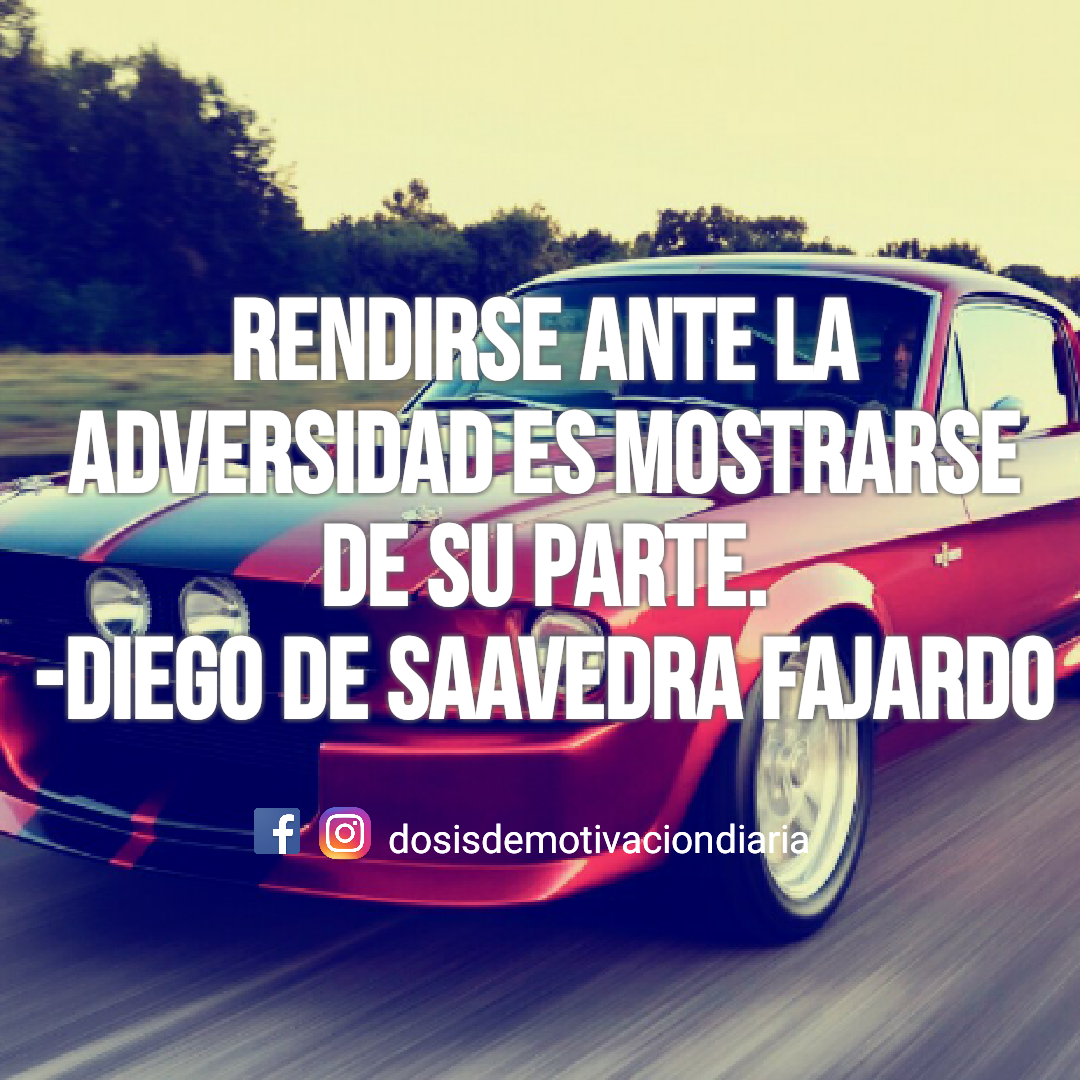 RENDIRSE ANTE LA
ADVERSIDAD ES MOSTRARSE
DE SU PARTE.
-DIEGO DE SAAVEDRA FAJARDO
dosisdemotivaciondiaria